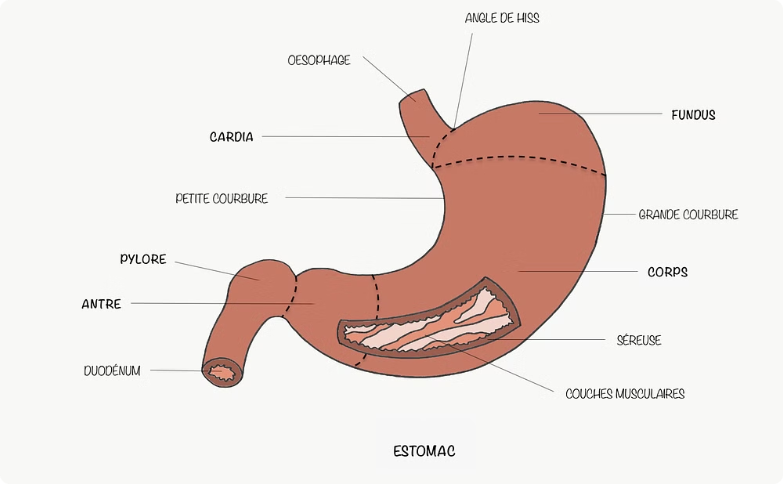 ANGLE DE HISS
OESOPHAGE
FUNDUS
CARDIA
PETITE COURBURE
GRANDE COURBURE
PYLORE
CORPS
ANTRE
SÉREUSE
DUODÉNUM
COUCHES MUSCULAIRES
ESTOMAC